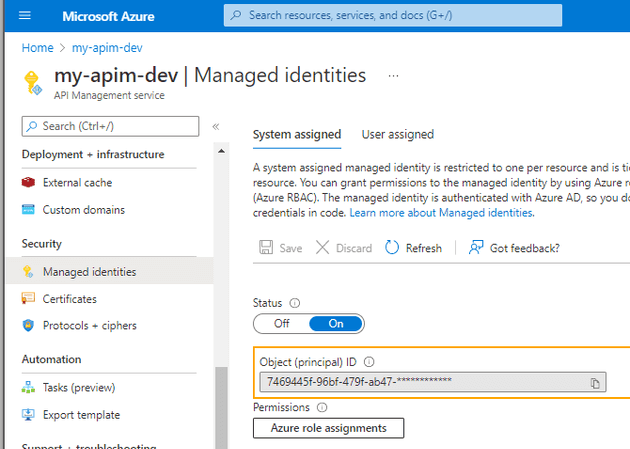 Microsoft Azure
Search resources, services, and docs (G+/)
Home > my-apim-dev
my-apim-dev | Managed identities ...
API Management service
Search (Ctrl+/)
«
Deployment + infrastructure
External cache
Custom domains
Security
Managed identities
Certificates
Protocols + ciphers
Automation
Tasks (preview)
Export template
Support + troubleshooting
System assigned User assigned
A system assigned managed identity is restricted to one per resource and is tie
resource. You can grant permissions to the managed identity by using Azure r
(Azure RBAC). The managed identity is authenticated with Azure AD, so you do
credentials in code. Learn more about Managed identities.
Save Discard Refresh Got feedback?
Status
Off On
Object (principal) ID
7469445f-96bf-479f-ab47-************
Permissions
Azure role assignments